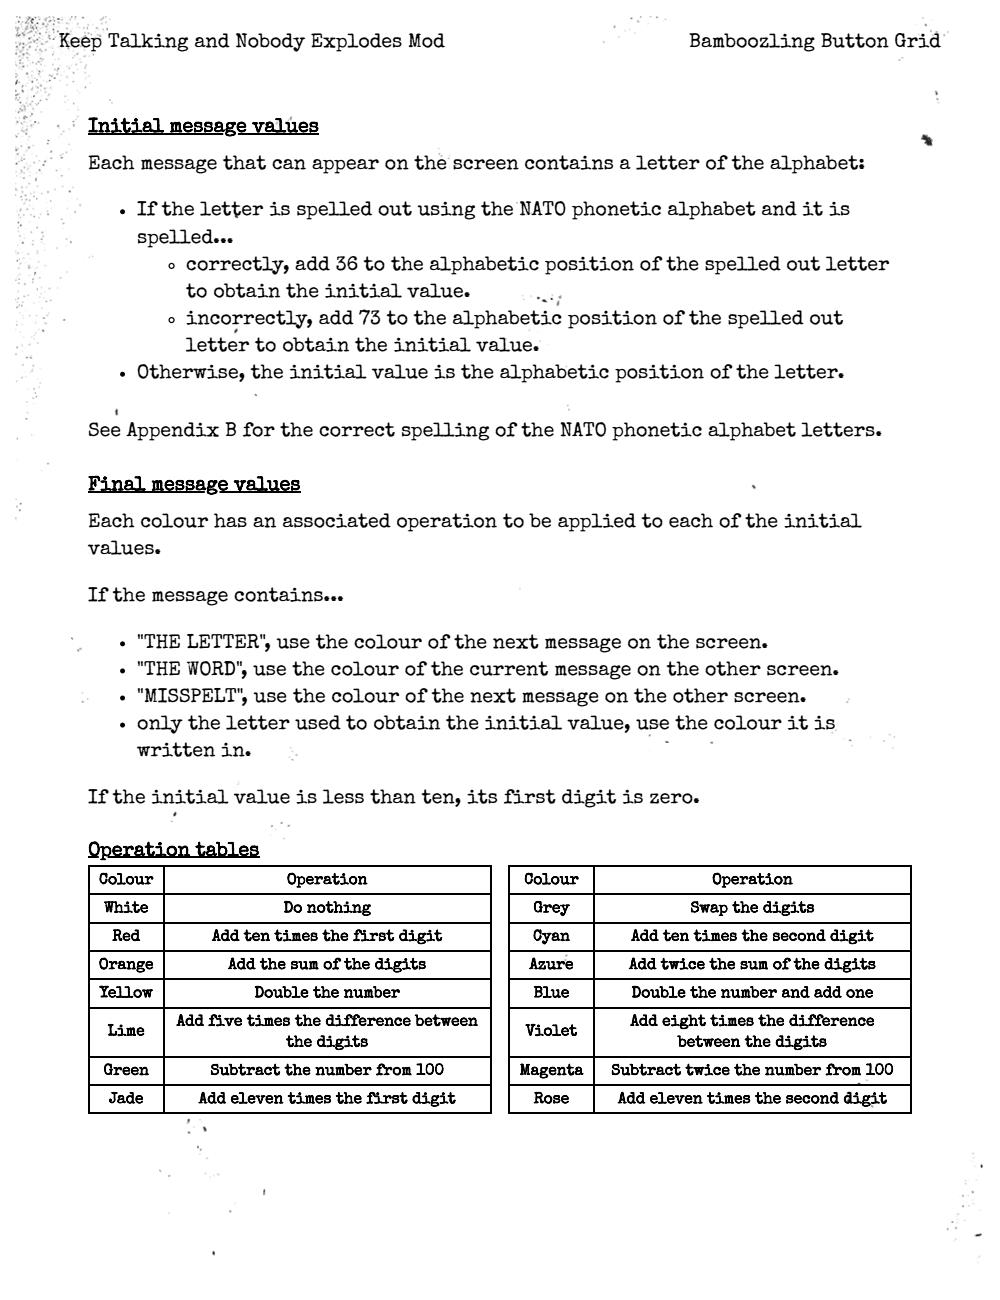 Keep Talking and Nobody Explodes Mod Bamboozling Button Grid
Initial message values
Each message that can appear on the screen contains a letter of the alphabet:
• If the letter is spelled out using the NATO phonetic alphabet and it is
spelled...
◦ correctly, add 36 to the alphabetic position of the spelled out letter
to obtain the initial value.
◦ incorrectly, add 73 to the alphabetic position of the spelled out
letter to obtain the initial value.
• Otherwise, the initial value is the alphabetic position of the letter.
See Appendix B for the correct spelling of the NATO phonetic alphabet letters.
Final message values
Each colour has an associated operation to be applied to each of the initial
values.
If the message contains...
• "THE LETTER", use the colour of the next message on the screen.
• "THE WORD", use the colour of the current message on the other screen.
• "MISSPELT", use the colour of the next message on the other screen.
• only the letter used to obtain the initial value, use the colour it is
written in.
If the initial value is less than ten, its first digit is zero.
Operation tables
Colour Operation Colour Operation
White Do nothing Grey Swap the digits
Red Add ten times the first digit Cyan Add ten times the second digit
Orange Add the sum of the digits Azure Add twice the sum of the digits
Yellow Double the number Blue Double the number and add one
Lime Add five times the difference between
the digits Violet Add eight times the difference
between the digits
Green Subtract the number from 100 Magenta Subtract twice the number from 100
Jade Add eleven times the first digit Rose Add eleven times the second digit